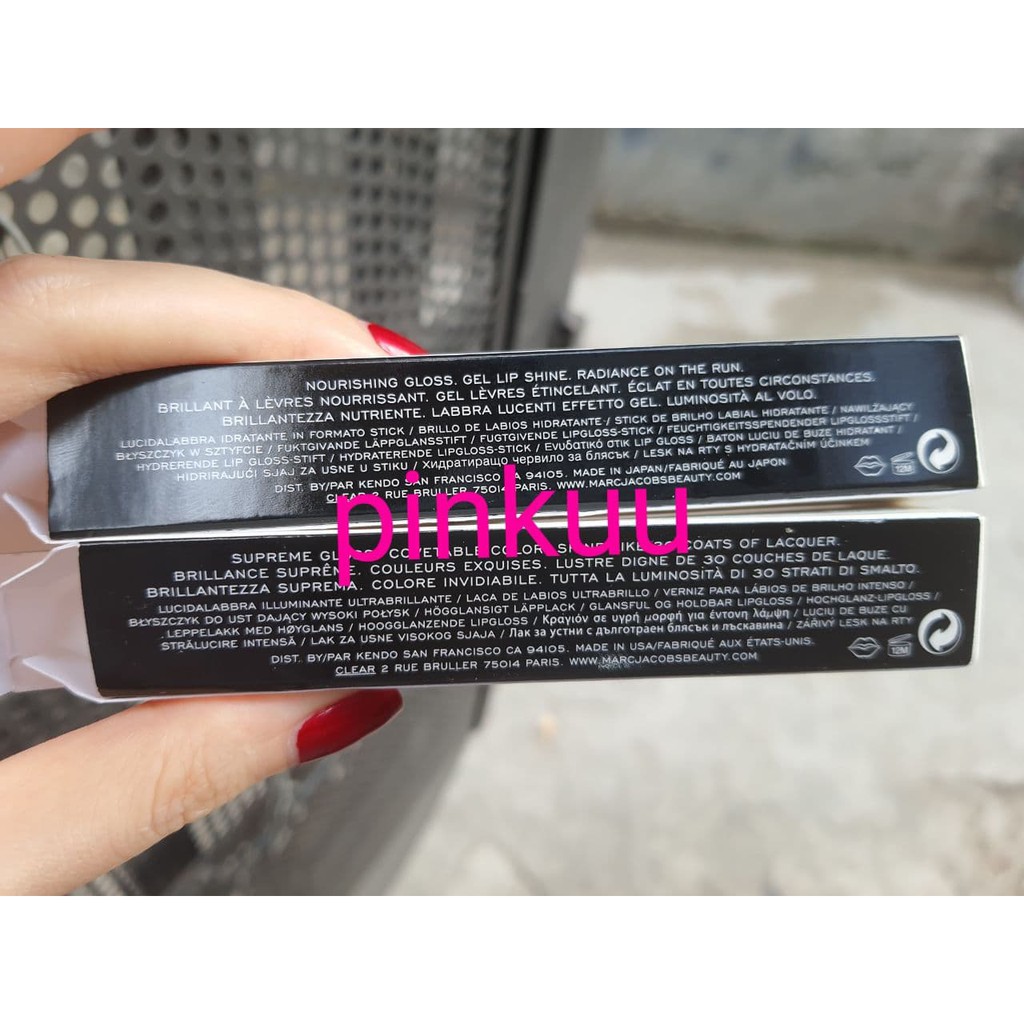 NOURISHING GLOSS. GEL LIP SHINE. RADIANCE ON THE RUN.
BRILLANT À LÈVRES NOURRISSANT. GEL LÈVRES ÉTINCELANT. ÉCLAT EN TOUTES CIRCONSTANCES.
BRILLANTEZZA NUTRIENTE. LABBRA LUCENTI EFFETTO GEL. LUMINOSITÀ AL VOLO.
LUCIDALABBRA IDRATANTE IN FORMATO STICK / BRILLO DE LABIOS HIDRATANTE / STICK DE BRILHO LABIAL HIDRATANTE / NAWILŻAJĄCY
BŁYSZCZYK W SZTYFCIE / FUKTGIVANDE LÄPPGLANSSTIFT / FUGTGIVENDE LIPGLOSS-STICK / FEUCHTIGKEITSSPENDENDER LIPGLOSSSTIFT /
HYDRERENDE LIP GLOSS-STIFT / HYDRATERENDE LIPGLOSS-STICK / Ενυδατικό στικ LIP GLOSS / BATON LUCIU DE BUZE HIDRATANT /
HIDRIRAJUĆI SJAJ ZA USNE U STIKU / Хидратиращо червило за блясък / LESK NA RTY S HYDRATAČNÍM ÚČINKEM
DIST. BY/PAR KENDO SAN FRANCISCO CA 94105. MADE IN JAPAN/FABRIQUÉ AU JAPON
CLEAR 2 RUE BRULLER 75014 PARIS. WWW.MARCJACOBSBEAUTY.COM
12M
pinkuu
SUPREME COVETABLE COLOR. COATS OF LACQUER.
BRILLANCE SUPRÊME. COULEURS EXQUISES. LUSTRE DIGNE DE 30 COUCHES DE LAQUE.
BRILLANTEZZA SUPREMA. COLORE INVIDIABILE. TUTTA LA LUMINOSITÀ DI 30 STRATI DI SMALTO.
LUCIDALABBRA ILLUMINANTE ULTRABRILLANTE / LACA DE LABIOS ULTRABRILLO / VERNIZ PARA LÁBIOS DE BRILHO INTENSO /
BŁYSZCZYK DO UST DAJĄCY WYSOKI POŁYSK / HÖGGLANSIGT LÄPPLACK / GLANSFUL OG HOLDBAR LIPGLOSS / HOCHGLANZ-LIPGLOSS /
LEPPELAKK MED HØYGLANS / HOOGGLANZENDE LIPGLOSS / Κραγιόν σε υγρή μορφή για έντονη λάμψη / LUCIU DE BUZE CU
STRĂLUCIRE INTENSĂ / LAK ZA USNE VISOKOG SJAJA / Лак за устни с дълготраен блясък и лъскавина / ZÁŘIVÝ LESK NA RTY
DIST. BY/PAR KENDO SAN FRANCISCO CA 94105. MADE IN USA/FABRIQUÉ AUX ÉTATS-UNIS.
CLEAR 2 RUE BRULLER 75014 PARIS. WWW.MARCJACOBSBEAUTY.COM
12M